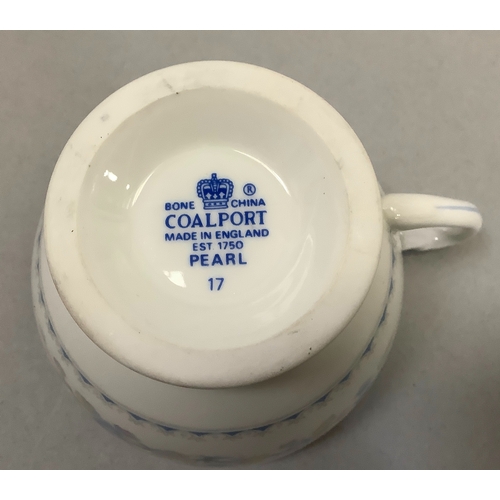 BONE CHINA ®
COALPORT
MADE IN ENGLAND
EST 1750
PEARL
17